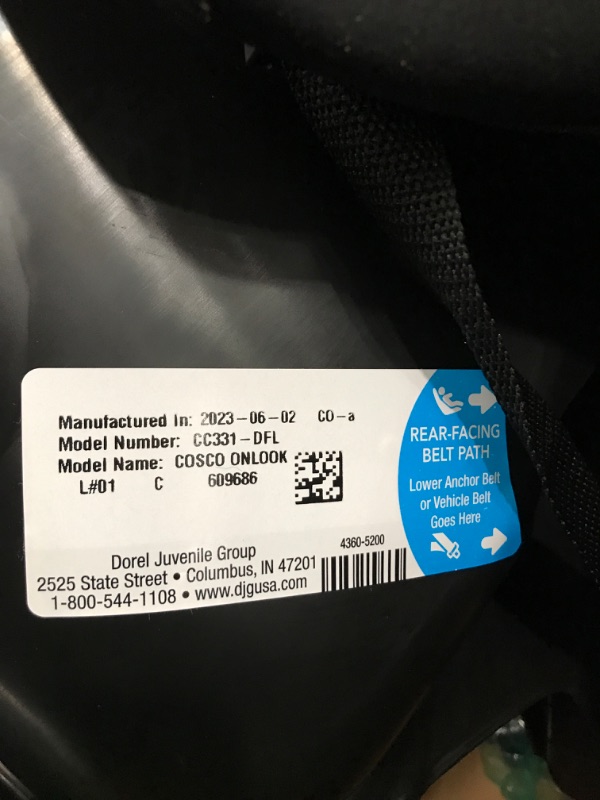 Manufactured In: 2023-06-02 CO-a
Model Number: CC331-DFL
Model Name: COSCO ONLOOK
L#01 C 609686
Dorel Juvenile Group
2525 State Street • Columbus, IN 47201
1-800-544-1108 • www.djgusa.com
4360-5200
REAR-FACING
BELT PATH
Lower Anchor Belt
or Vehicle Belt
Goes Here